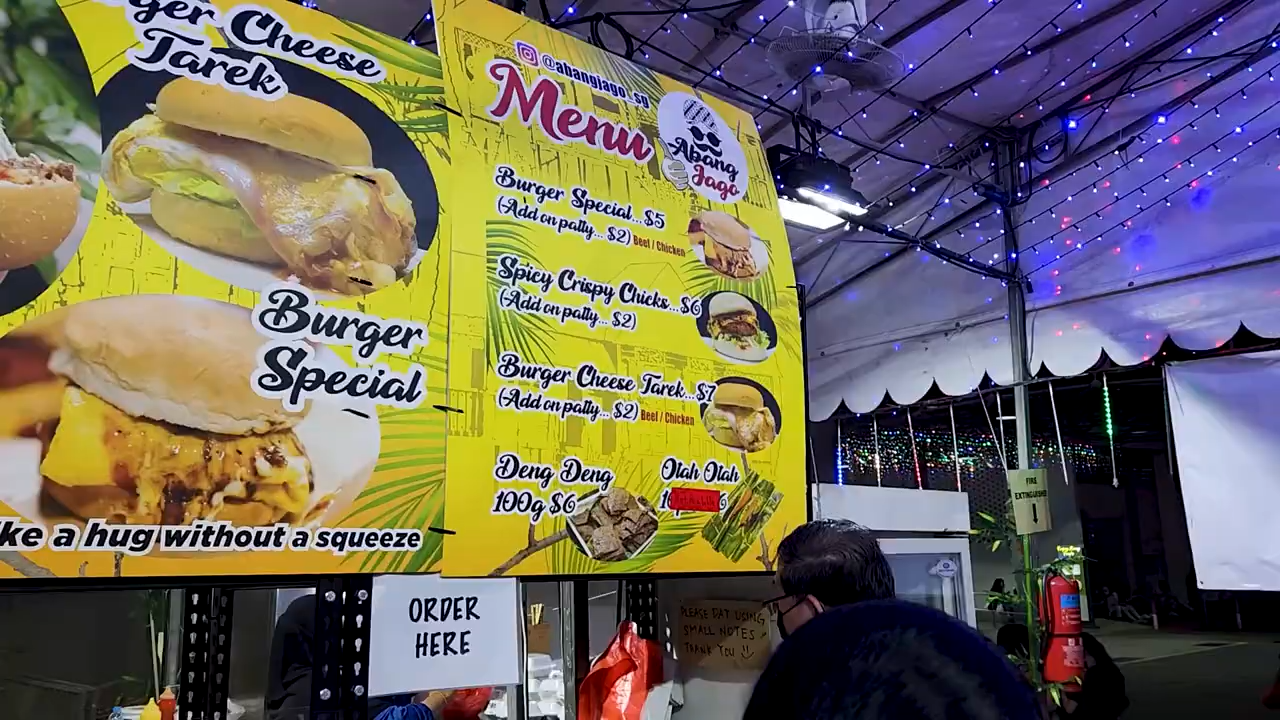 ger Cheese
Tarek
Burger
Special
ke a hug without a squeeze
@abangjago_sg
Menu
Abang
Jago
Burger Special...$5
(Add on patty... $2) Beef / Chicken
Spicy Crispy Chicks...$6
(Add on patty... $2)
Burger Cheese Tarek...$7
(Add on patty... $2) Beef / Chicken
Deng Deng
100g $6
Otah Otah
ORDER
HERE
PLEASE PAY USING
SMALL NOTES
THANK YOU
FIRE
EXTINGUISHER